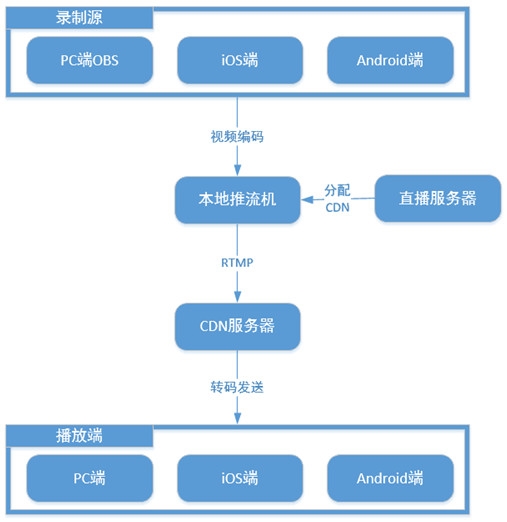 录制源
PC端OBS
iOS端
Android端
视频编码
本地推流机
分配
CDN
直播服务器
RTMP
CDN服务器
转码发送
播放端
PC端
iOS端
Android端